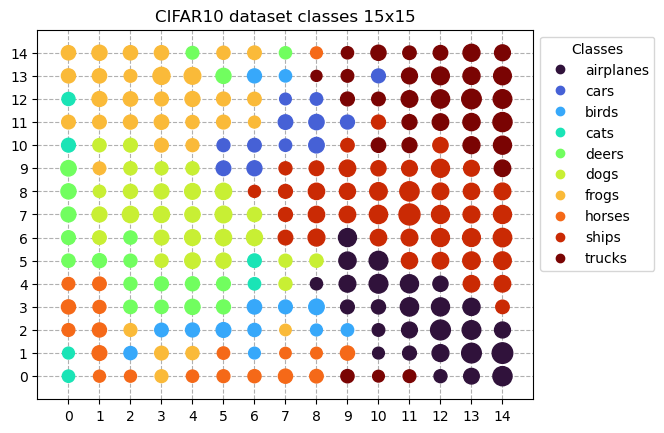 CIFAR10 dataset classes 15x15
14
13
12
11
10
9
8
7
6
5
4
3
2
1
0
0 1 2 3 4 5 6 7 8 9 10 11 12 13 14
Classes
airplanes
cars
birds
cats
deers
dogs
frogs
horses
ships
trucks